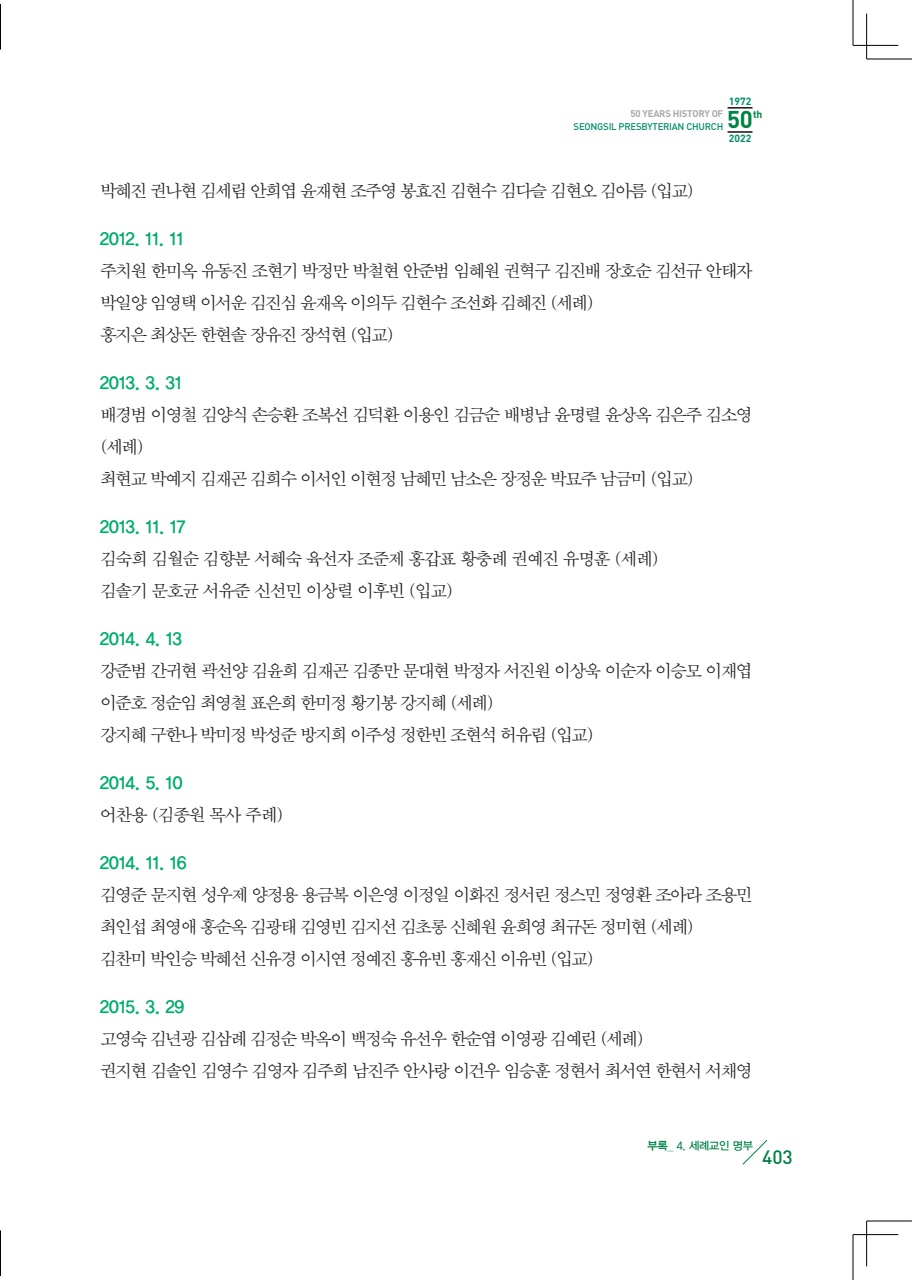 1972
50 YEARS HISTORY OF
SEONGSIL PRESBYTERIAN CHURCH
50th
2022
박혜진 권나현 김세림 안희엽 윤재현 조주영 봉효진 김현수 김다슬 김현오 김아름 (입교)
2012. 11. 11
주치원 한미옥 유동진 조현기 박정만 박철현 안준범 임혜원 권혁구 김진배 장호순 김선규 안태자
박일양 임영택 이서운 김진심 윤재옥 이의두 김현수 조선화 김혜진 (세례)
홍지은 최상돈 한현솔 장유진 장석현 (입교)
2013. 3. 31
배경범 이영철 김양식 손승환 조복선 김덕환 이용인 김금순 배병남 윤명렬 윤상옥 김은주 김소영
(세례)
최현교 박예지 김재곤 김희수 이서인 이현정 남혜민 남소은 장정운 박묘주 남금미 (입교)
2013. 11. 17
김숙희 김월순 김향분 서혜숙 육선자 조준제 홍갑표 황충례 권예진 유명훈 (세례)
김솔기 문호균 서유준 신선민 이상렬 이후빈 (입교)
2014. 4. 13
강준범 간귀현 곽선양 김윤희 김재곤 김종만 문대현 박정자 서진원 이상욱 이순자 이승모 이재엽
이준호 정순임 최영철 표은희 한미정 황기봉 강지혜 (세례)
강지혜 구한나 박미정 박성준 방지희 이주성 정한빈 조현석 허유림 (입교)
2014. 5. 10
어찬용 (김종원 목사 주례)
2014. 11. 16
김영준 문지현 성우제 양정용 용금복 이은영 이정일 이화진 정서린 정스민 정영환 조아라 조용민
최인섭 최영애 홍순옥 김광태 김영빈 김지선 김초롱 신혜원 윤희영 최규돈 정미현 (세례)
김찬미 박인승 박혜선 신유경 이시연 정예진 홍유빈 홍재신 이유빈 (입교)
2015. 3. 29
고영숙 김년광 김삼례 김정순 박옥이 백정숙 유선우 한순엽 이영광 김예린 (세례)
권지현 김솔인 김영수 김영자 김주희 남진주 안사랑 이건우 임승훈 정현서 최서연 한현서 서채영
부록_ 4. 세례교인 명부
403